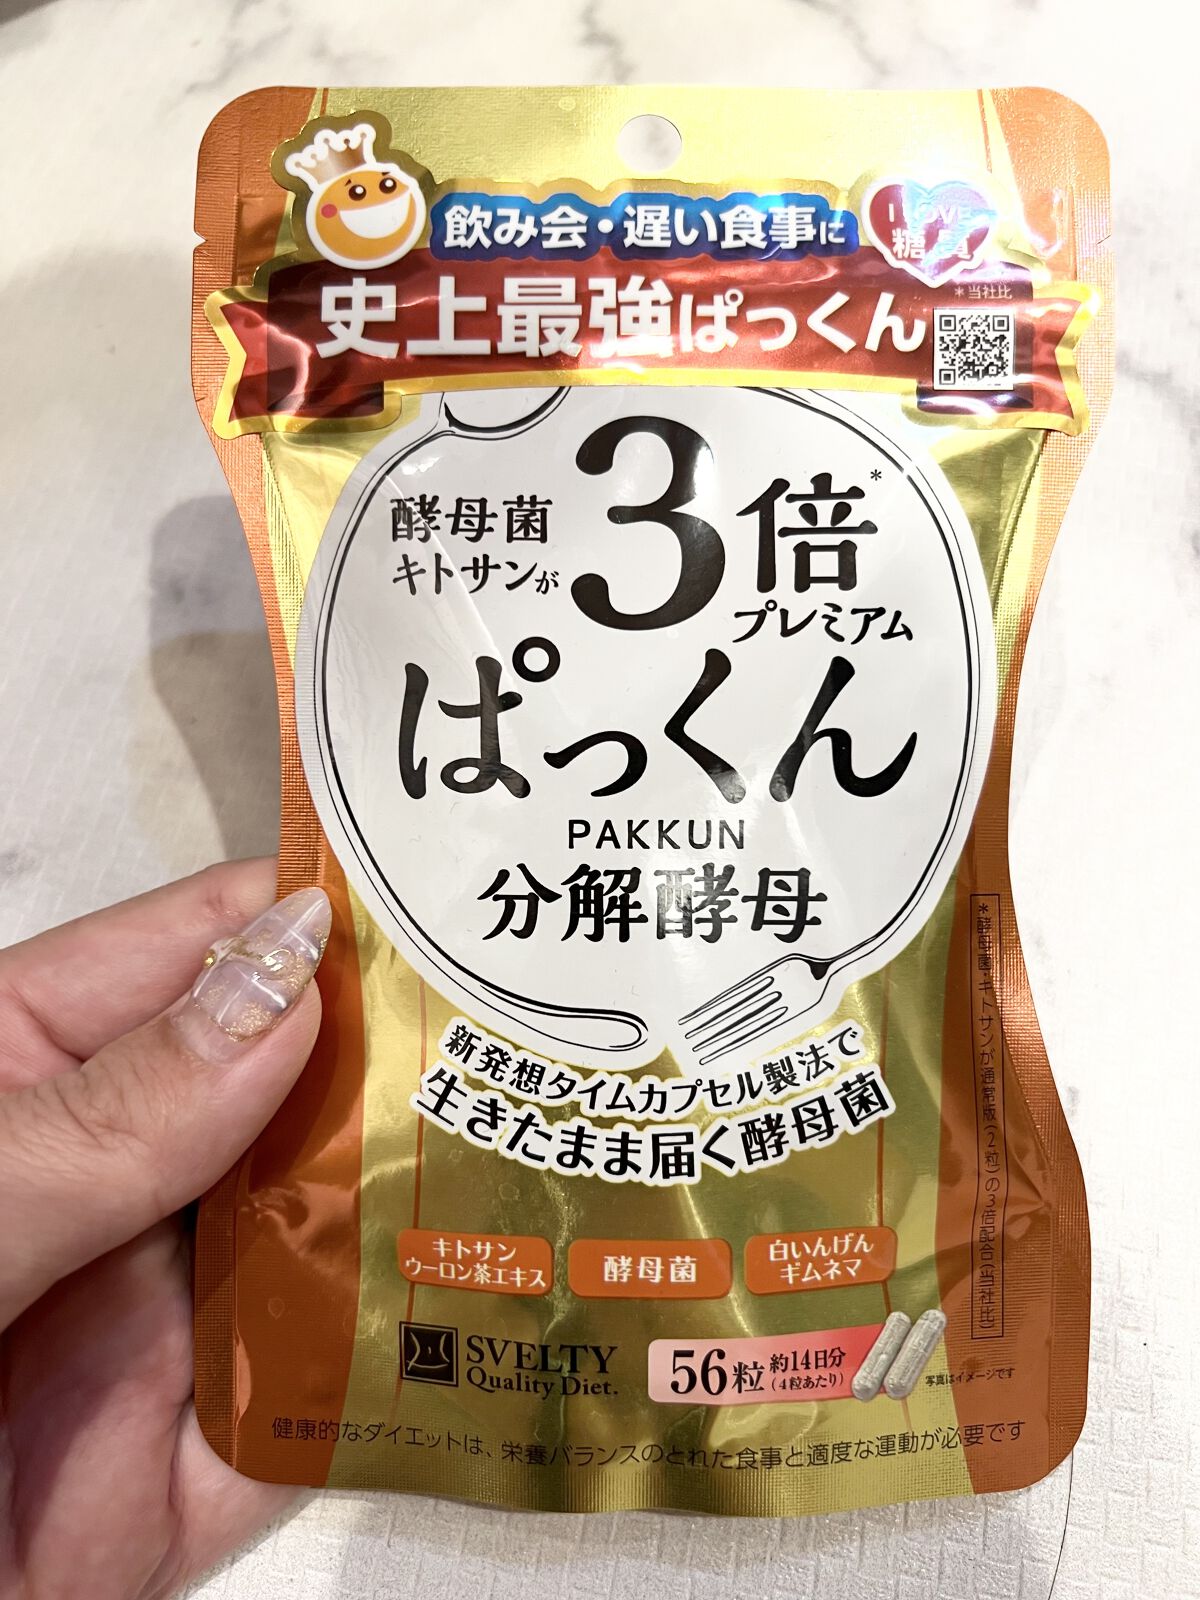 飲み会・遅い食事に
I LOVE
糖質
史上最強ぱっくん
*当社比
酵母菌
キトサンが
3倍*
プレミアム
ぱっくん
PAKKUN
分解酵母
新発想タイムカプセル製法で
生きたまま届く酵母菌
*酵母菌・キトサンが通常版(2粒)の3倍配合(当社比)
キトサン
ウーロン茶エキス
酵母菌
白いんげん
ギムネマ
SVELTY
Quality Diet.
56粒 約14日分
(4粒あたり)
写真はイメージです
健康的なダイエットは、栄養バランスのとれた食事と適度な運動が必要です